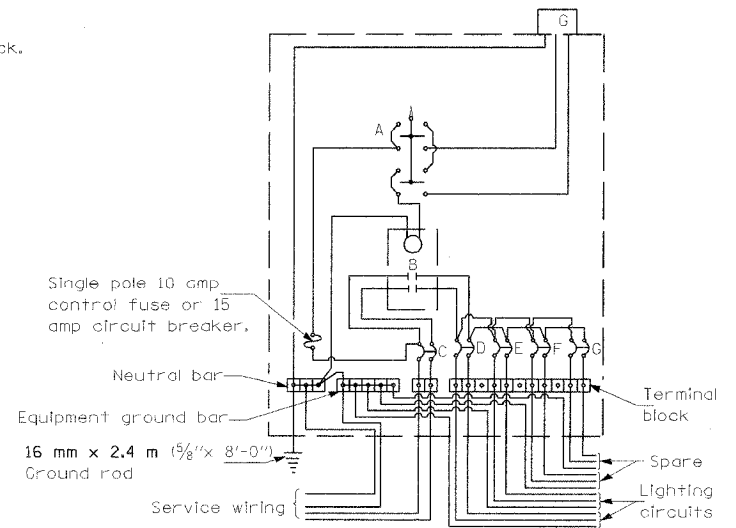 ck.
G
A
B
Single pole 10 amp
control fuse or 15
amp circuit breaker.
C
D
E
F
G
Neutral bar
Equipment ground bar
Terminal
block
16 mm x 2.4 m (5/8"x 8'-0")
Ground rod
Spare
Service wiring
Lighting
circuits